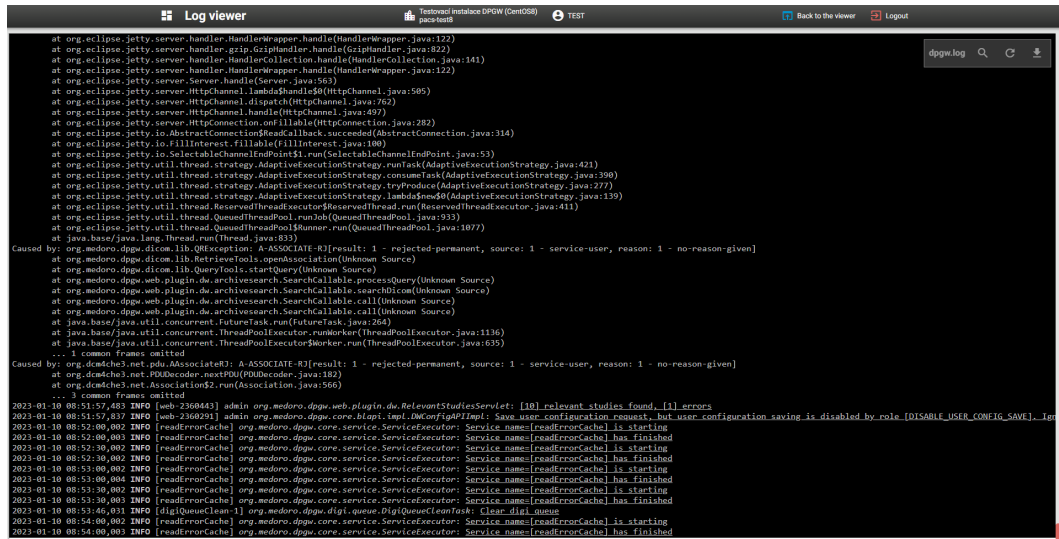 Log viewer
Testovací instalace DPGW (CentOS8)
pacs-test8
TEST
Back to the viewer
Logout
dpgw.log
at org.eclipse.jetty.server.handler.HandlerWrapper.handle(HandlerWrapper.java:122)
at org.eclipse.jetty.server.handler.gzip.GzipHandler.handle(GzipHandler.java:822)
at org.eclipse.jetty.server.handler.HandlerCollection.handle(HandlerCollection.java:141)
at org.eclipse.jetty.server.handler.HandlerWrapper.handle(HandlerWrapper.java:122)
at org.eclipse.jetty.server.Server.handle(Server.java:563)
at org.eclipse.jetty.server.HttpChannel.lambda$handle$0(HttpChannel.java:505)
at org.eclipse.jetty.server.HttpChannel.dispatch(HttpChannel.java:762)
at org.eclipse.jetty.server.HttpChannel.handle(HttpChannel.java:497)
at org.eclipse.jetty.server.HttpConnection.onFillable(HttpConnection.java:282)
at org.eclipse.jetty.io.AbstractConnection$ReadCallback.succeeded(AbstractConnection.java:314)
at org.eclipse.jetty.io.FillInterest.fillable(FillInterest.java:100)
at org.eclipse.jetty.io.SelectableChannelEndPoint$1.run(SelectableChannelEndPoint.java:53)
at org.eclipse.jetty.util.thread.strategy.AdaptiveExecutionStrategy.runTask(AdaptiveExecutionStrategy.java:421)
at org.eclipse.jetty.util.thread.strategy.AdaptiveExecutionStrategy.consumeTask(AdaptiveExecutionStrategy.java:390)
at org.eclipse.jetty.util.thread.strategy.AdaptiveExecutionStrategy.tryProduce(AdaptiveExecutionStrategy.java:277)
at org.eclipse.jetty.util.thread.strategy.AdaptiveExecutionStrategy.lambda$new$0(AdaptiveExecutionStrategy.java:139)
at org.eclipse.jetty.util.thread.ReservedThreadExecutor$ReservedThread.run(ReservedThreadExecutor.java:411)
at org.eclipse.jetty.util.thread.QueuedThreadPool.runJob(QueuedThreadPool.java:933)
at org.eclipse.jetty.util.thread.QueuedThreadPool$Runner.run(QueuedThreadPool.java:1077)
at java.base/java.lang.Thread.run(Thread.java:833)
Caused by: org.medoro.dpgw.dicom.lib.QRException: A-ASSOCIATE-RJ[result: 1 - rejected-permanent, source: 1 - service-user, reason: 1 - no-reason-given]
at org.medoro.dpgw.dicom.lib.RetrieveTools.openAssociation(Unknown Source)
at org.medoro.dpgw.dicom.lib.QueryTools.startQuery(Unknown Source)
at org.medoro.dpgw.web.plugin.dw.archivesearch.SearchCallable.processQuery(Unknown Source)
at org.medoro.dpgw.web.plugin.dw.archivesearch.SearchCallable.searchDicom(Unknown Source)
at org.medoro.dpgw.web.plugin.dw.archivesearch.SearchCallable.call(Unknown Source)
at org.medoro.dpgw.web.plugin.dw.archivesearch.SearchCallable.call(Unknown Source)
at java.base/java.util.concurrent.FutureTask.run(FutureTask.java:264)
at java.base/java.util.concurrent.ThreadPoolExecutor.runWorker(ThreadPoolExecutor.java:1136)
at java.base/java.util.concurrent.ThreadPoolExecutor$Worker.run(ThreadPoolExecutor.java:635)
... 1 common frames omitted
Caused by: org.dcm4che3.net.pdu.AAssociateRJ: A-ASSOCIATE-RJ[result: 1 - rejected-permanent, source: 1 - service-user, reason: 1 - no-reason-given]
at org.dcm4che3.net.PDUDecoder.nextPDU(PDUDecoder.java:182)
at org.dcm4che3.net.Association$2.run(Association.java:566)
... 3 common frames omitted
2023-01-10 08:51:57,483 INFO [web-2360443] admin org.medoro.dpgw.web.plugin.dw.RelevantStudiesServlet: [10] relevant studies found, [1] errors
2023-01-10 08:51:57,837 INFO [web-2360291] admin org.medoro.dpgw.core.blapi.impl.DWConfigAPIImpl: Save user configuration request, but user configuration saving is disabled by role [DISABLE_USER_CONFIG_SAVE], Ign
2023-01-10 08:52:00,002 INFO [readErrorCache] org.medoro.dpgw.core.service.ServiceExecutor: Service name=[readErrorCache] is starting
2023-01-10 08:52:00,003 INFO [readErrorCache] org.medoro.dpgw.core.service.ServiceExecutor: Service name=[readErrorCache] has finished
2023-01-10 08:52:30,002 INFO [readErrorCache] org.medoro.dpgw.core.service.ServiceExecutor: Service name=[readErrorCache] is starting
2023-01-10 08:52:30,002 INFO [readErrorCache] org.medoro.dpgw.core.service.ServiceExecutor: Service name=[readErrorCache] has finished
2023-01-10 08:53:00,002 INFO [readErrorCache] org.medoro.dpgw.core.service.ServiceExecutor: Service name=[readErrorCache] is starting
2023-01-10 08:53:00,004 INFO [readErrorCache] org.medoro.dpgw.core.service.ServiceExecutor: Service name=[readErrorCache] has finished
2023-01-10 08:53:30,002 INFO [readErrorCache] org.medoro.dpgw.core.service.ServiceExecutor: Service name=[readErrorCache] is starting
2023-01-10 08:53:30,003 INFO [readErrorCache] org.medoro.dpgw.core.service.ServiceExecutor: Service name=[readErrorCache] has finished
2023-01-10 08:53:46,031 INFO [digiQueueClean-1] org.medoro.dpgw.digi.queue.DigiQueueCleanTask: Clear digi queue
2023-01-10 08:54:00,002 INFO [readErrorCache] org.medoro.dpgw.core.service.ServiceExecutor: Service name=[readErrorCache] is starting
2023-01-10 08:54:00,003 INFO [readErrorCache] org.medoro.dpgw.core.service.ServiceExecutor: Service name=[readErrorCache] has finished